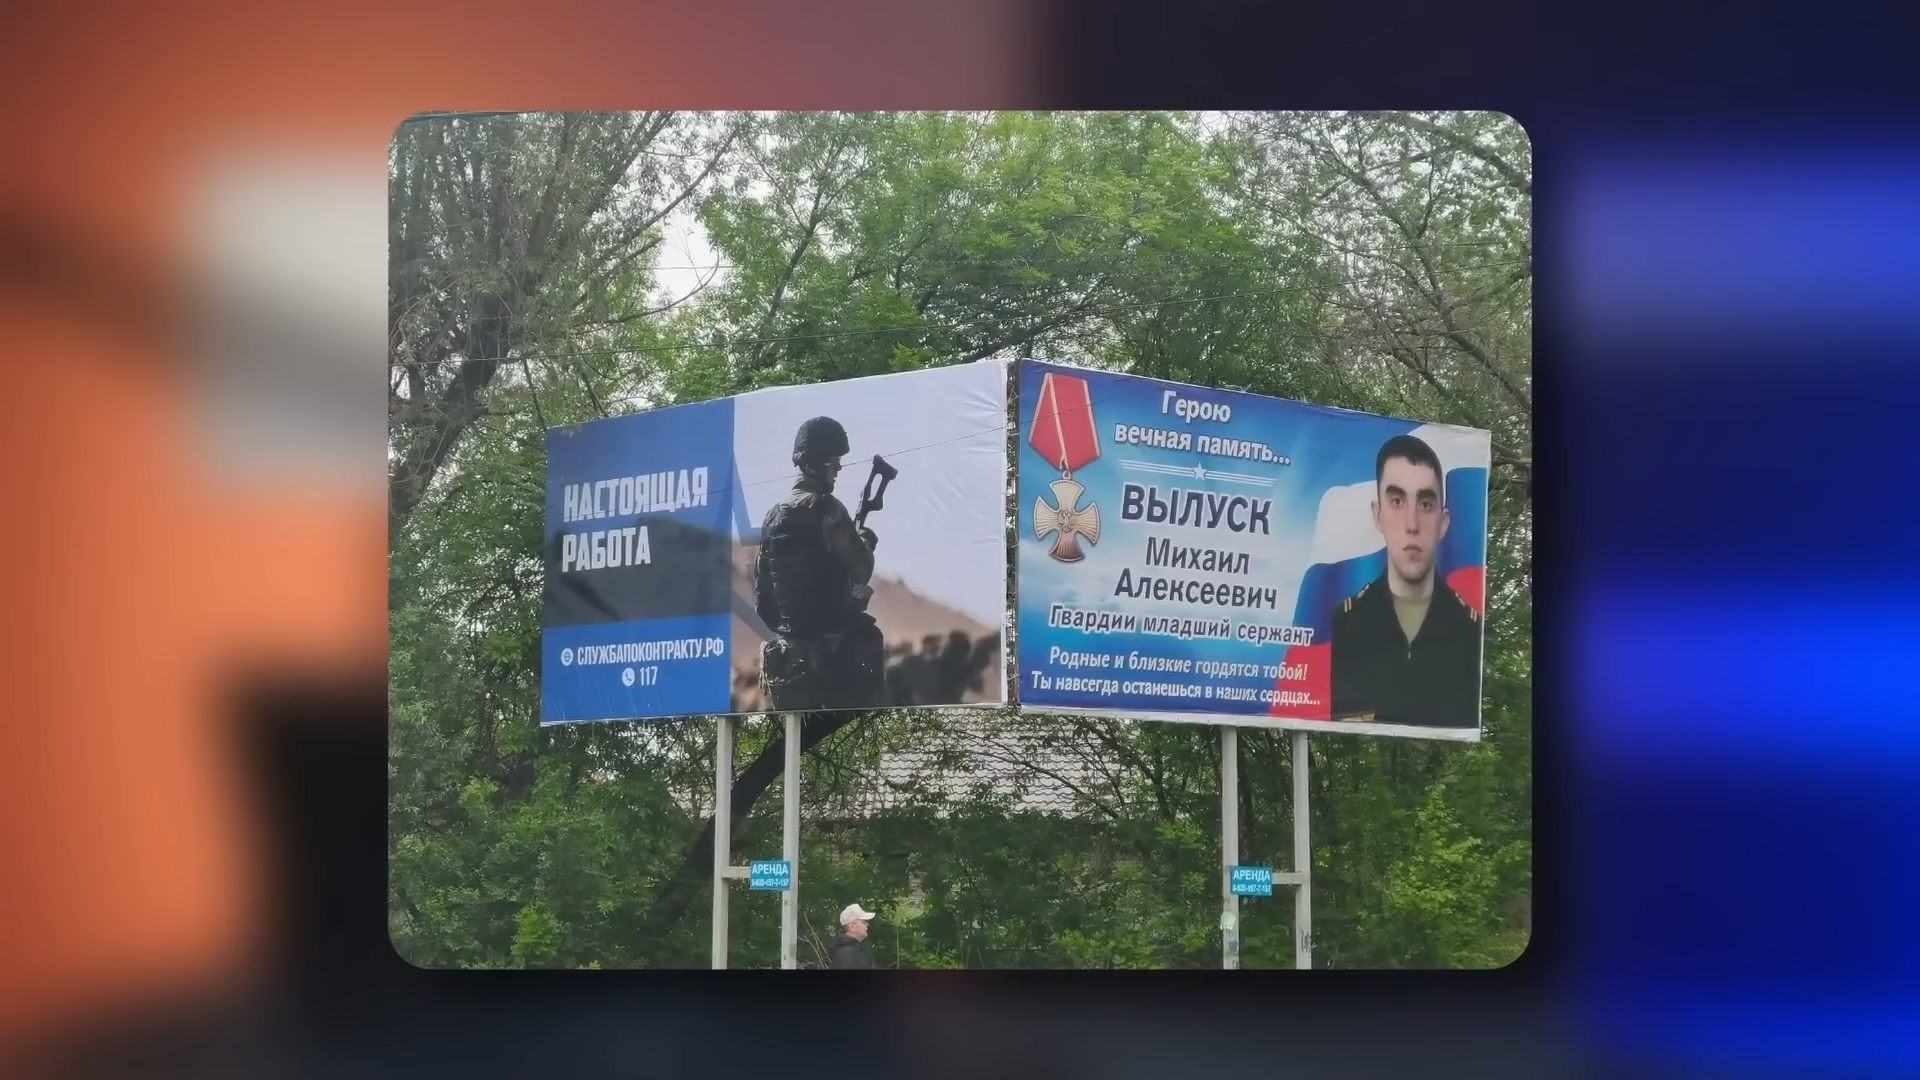 НАСТОЯЩАЯ
РАБОТА
СЛУЖБАПОКОНТРАКТУ.РФ
117
Герою
вечная память...
ВЫЛУСК
Михаил
Алексеевич
Гвардии младший сержант
Родные и близкие гордятся тобой!
Ты навсегда останешься в наших сердцах...
АРЕНДА
АРЕНДА